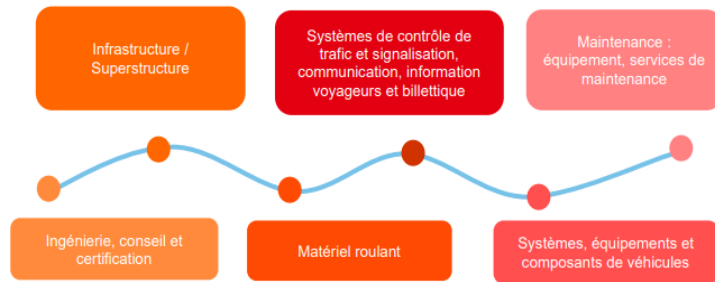 Infrastructure /
Superstructure
Systèmes de contrôle de
trafic et signalisation,
communication, information
voyageurs et billettique
Maintenance :
équipement, services de
maintenance
Ingénierie, conseil et
certification
Matériel roulant
Systèmes, équipements et
composants de véhicules